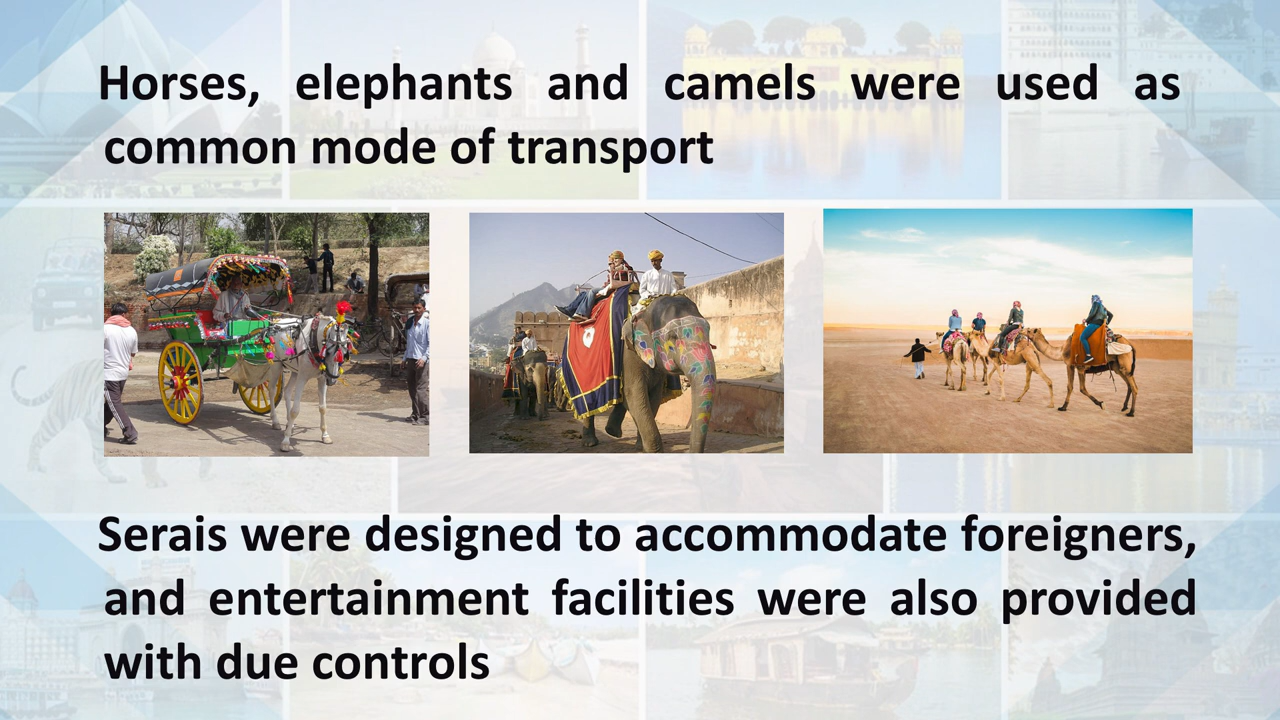 Horses, elephants and camels were used as
common mode of transport
Serais were designed to accommodate foreigners,
and entertainment facilities were also provided
with due controls